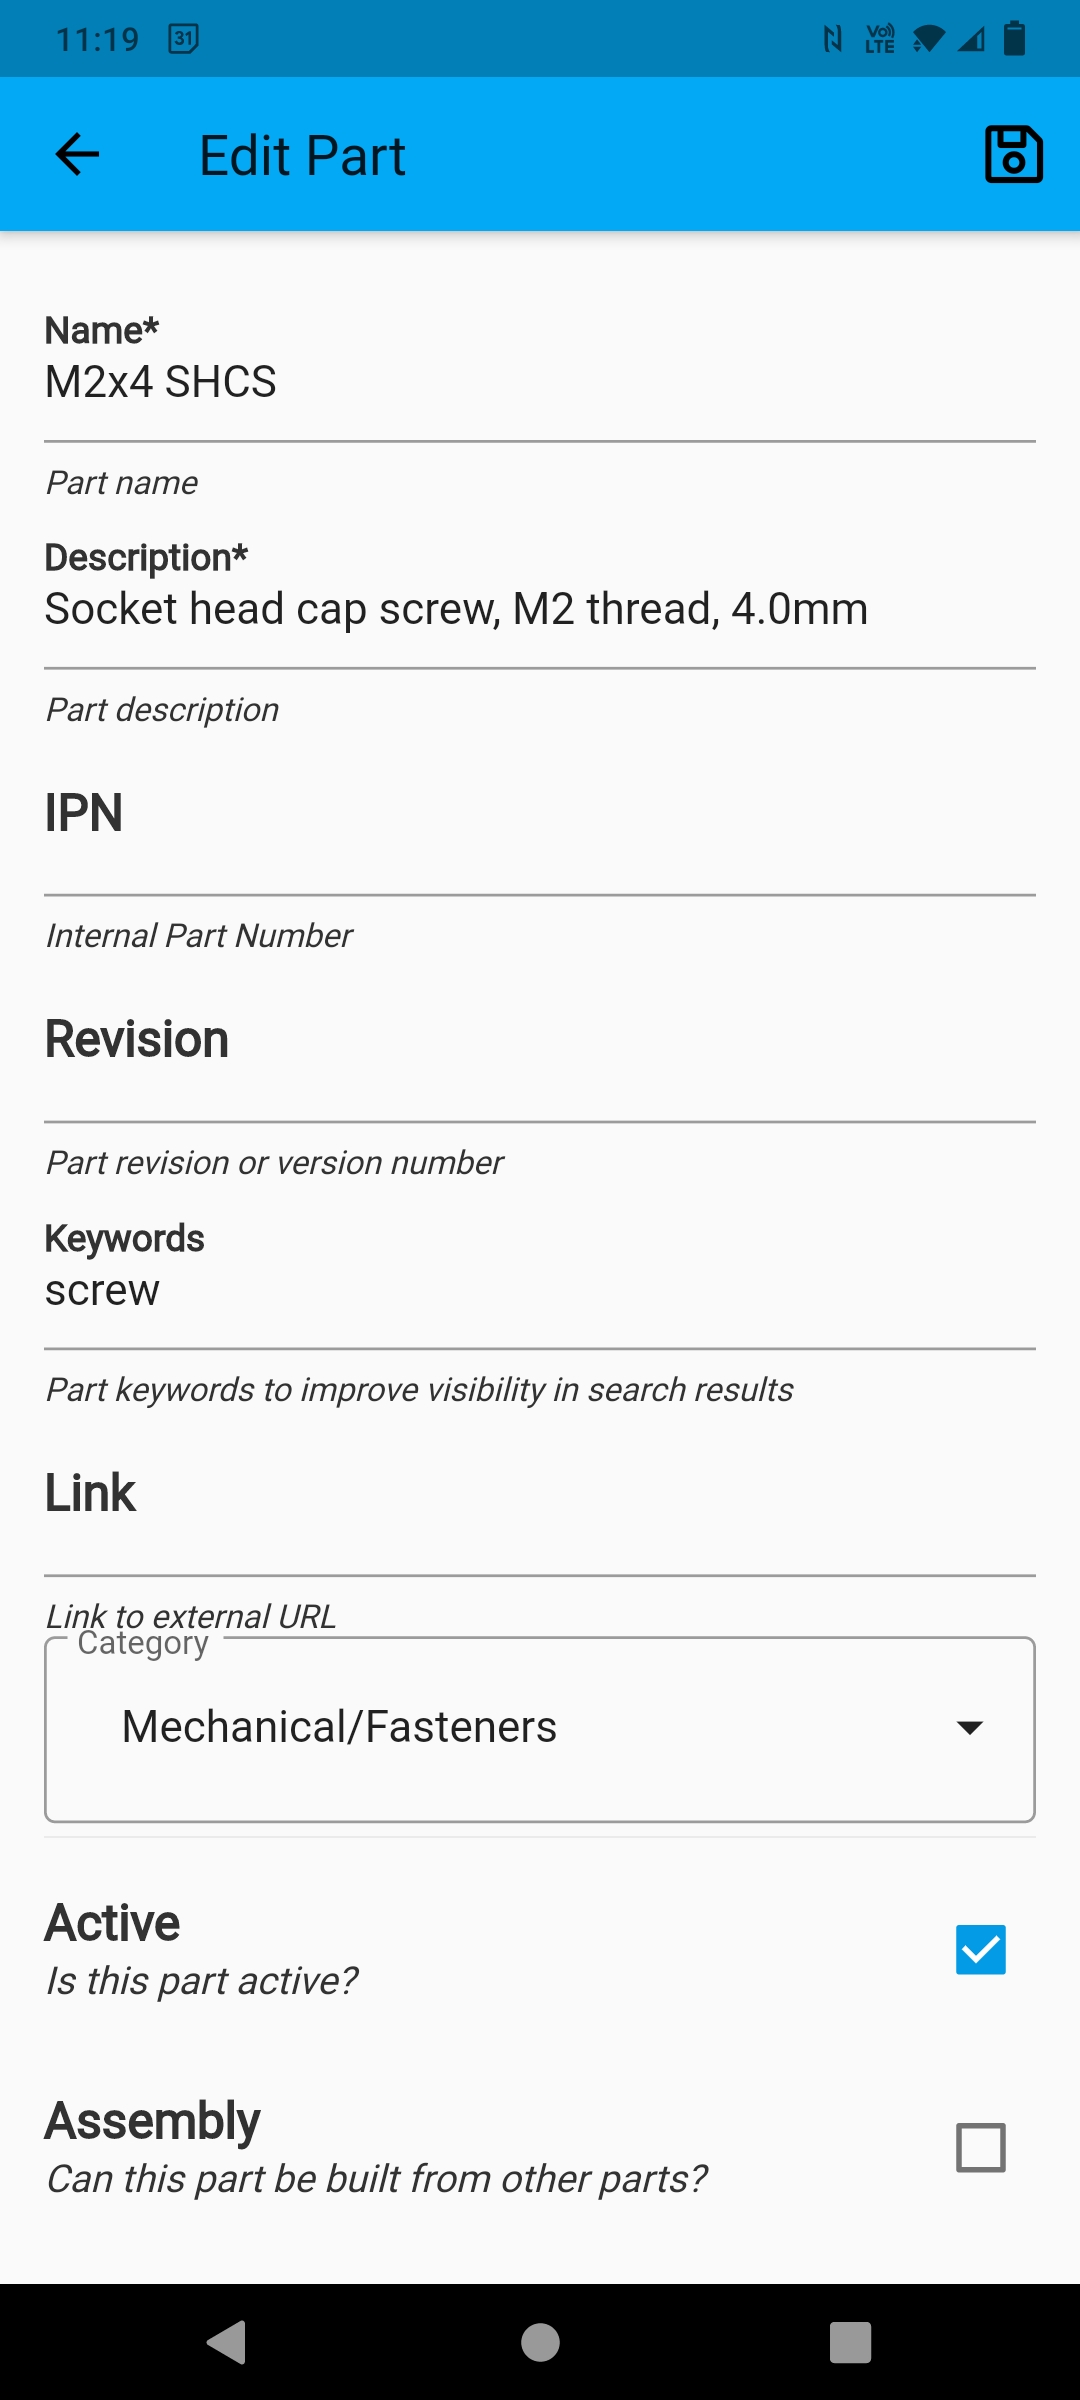 11:19 31 Vo)) LTE
Edit Part
Name*
M2x4 SHCS
Part name
Description*
Socket head cap screw, M2 thread, 4.0mm
Part description
IPN
Internal Part Number
Revision
Part revision or version number
Keywords
screw
Part keywords to improve visibility in search results
Link
Link to external URL
Category
Mechanical/Fasteners
Active
Is this part active?
Assembly
Can this part be built from other parts?